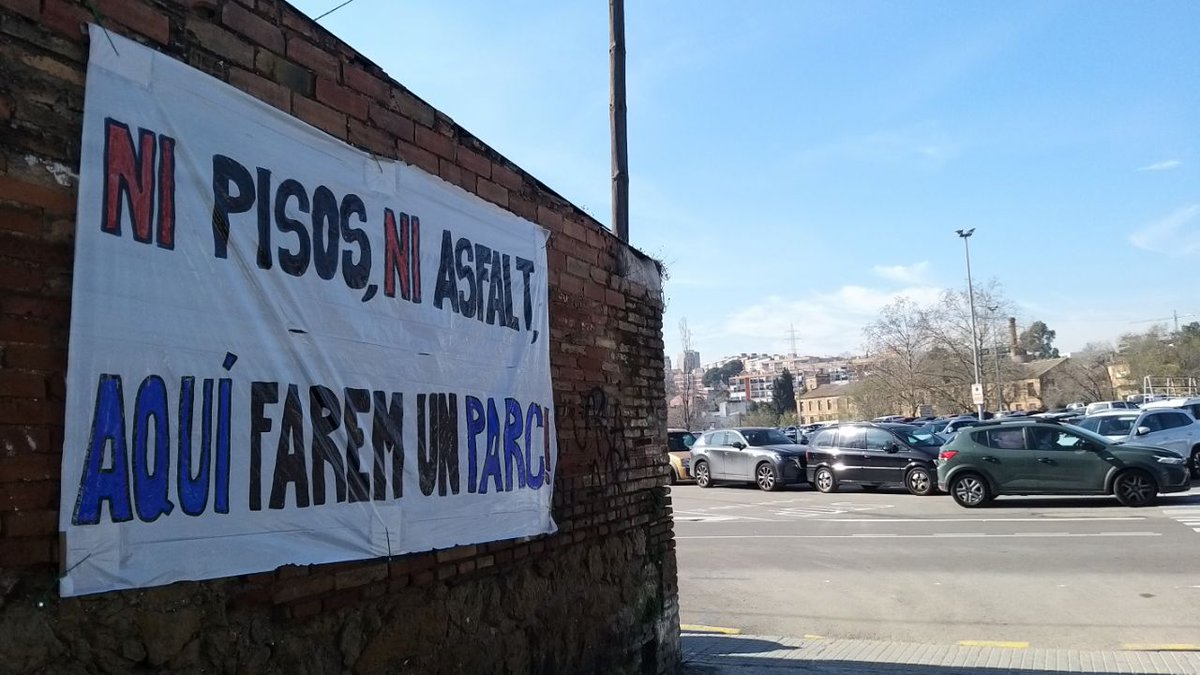 NI PISOS, NI ASFALT,
AQUÍ FAREM UN PARC!